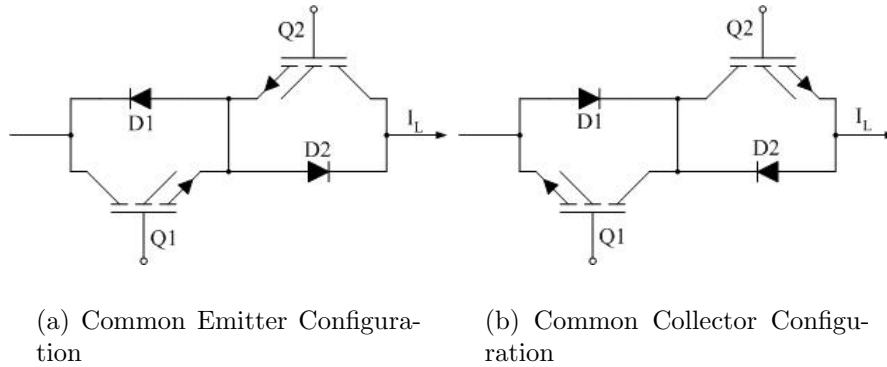 Q2 Q2
D1 I_L D1 I_L
D2 D2
Q1 Q1
(a) Common Emitter Configura- (b) Common Collector Configu-
tion ration